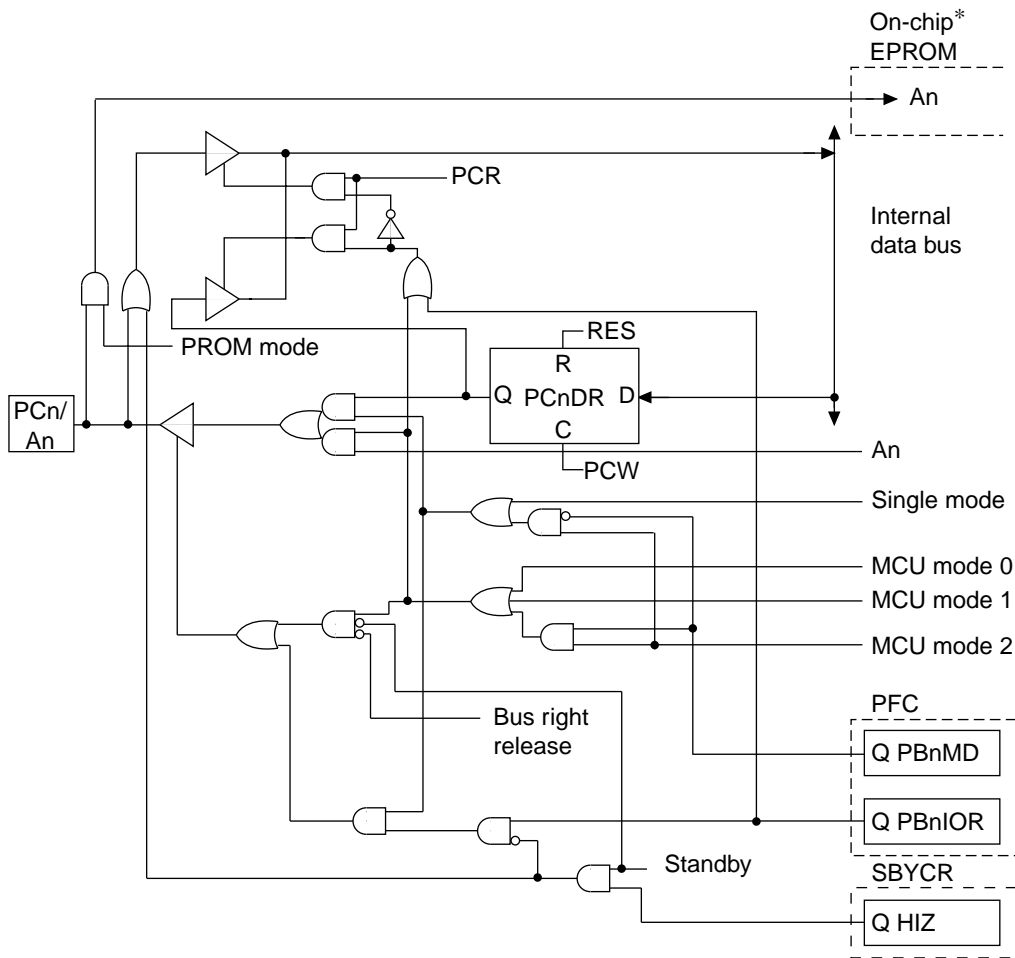 On-chip*
EPROM
An
PCR
Internal
data bus
PROM mode
RES
R
Q PCnDR D
C
PCW
PCn/
An
An
Single mode
MCU mode 0
MCU mode 1
MCU mode 2
Bus right
release
PFC
Q PBnMD
Q PBnIOR
Standby
SBYCR
Q HIZ